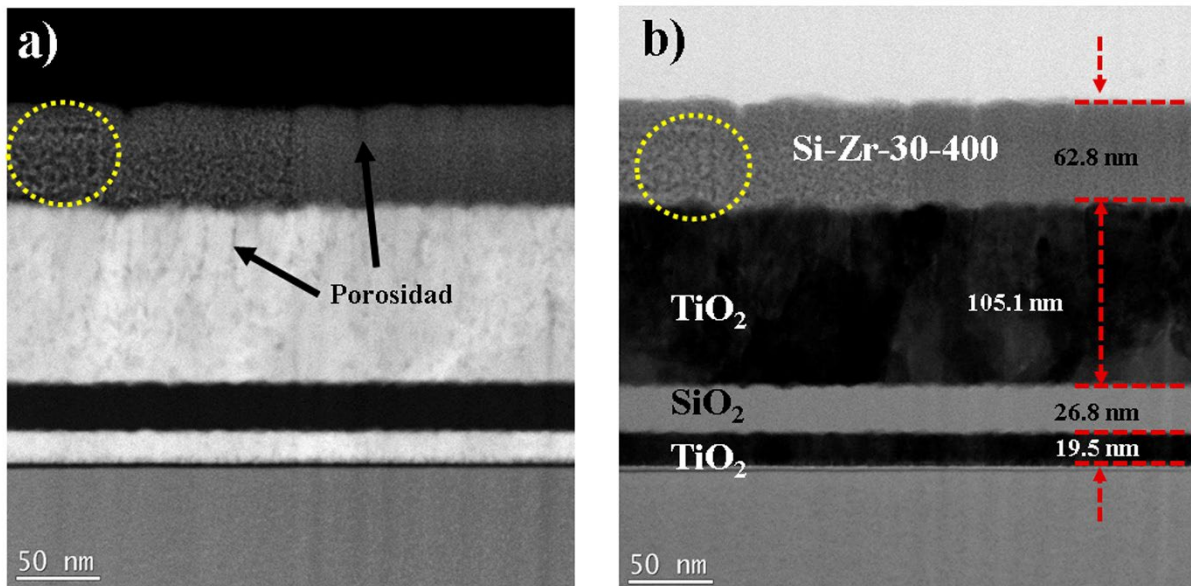 a)
Porosidad
50 nm
b)
Si-Zr-30-400
62.8 nm
TiO₂
105.1 nm
SiO₂
26.8 nm
TiO₂
19.5 nm
50 nm